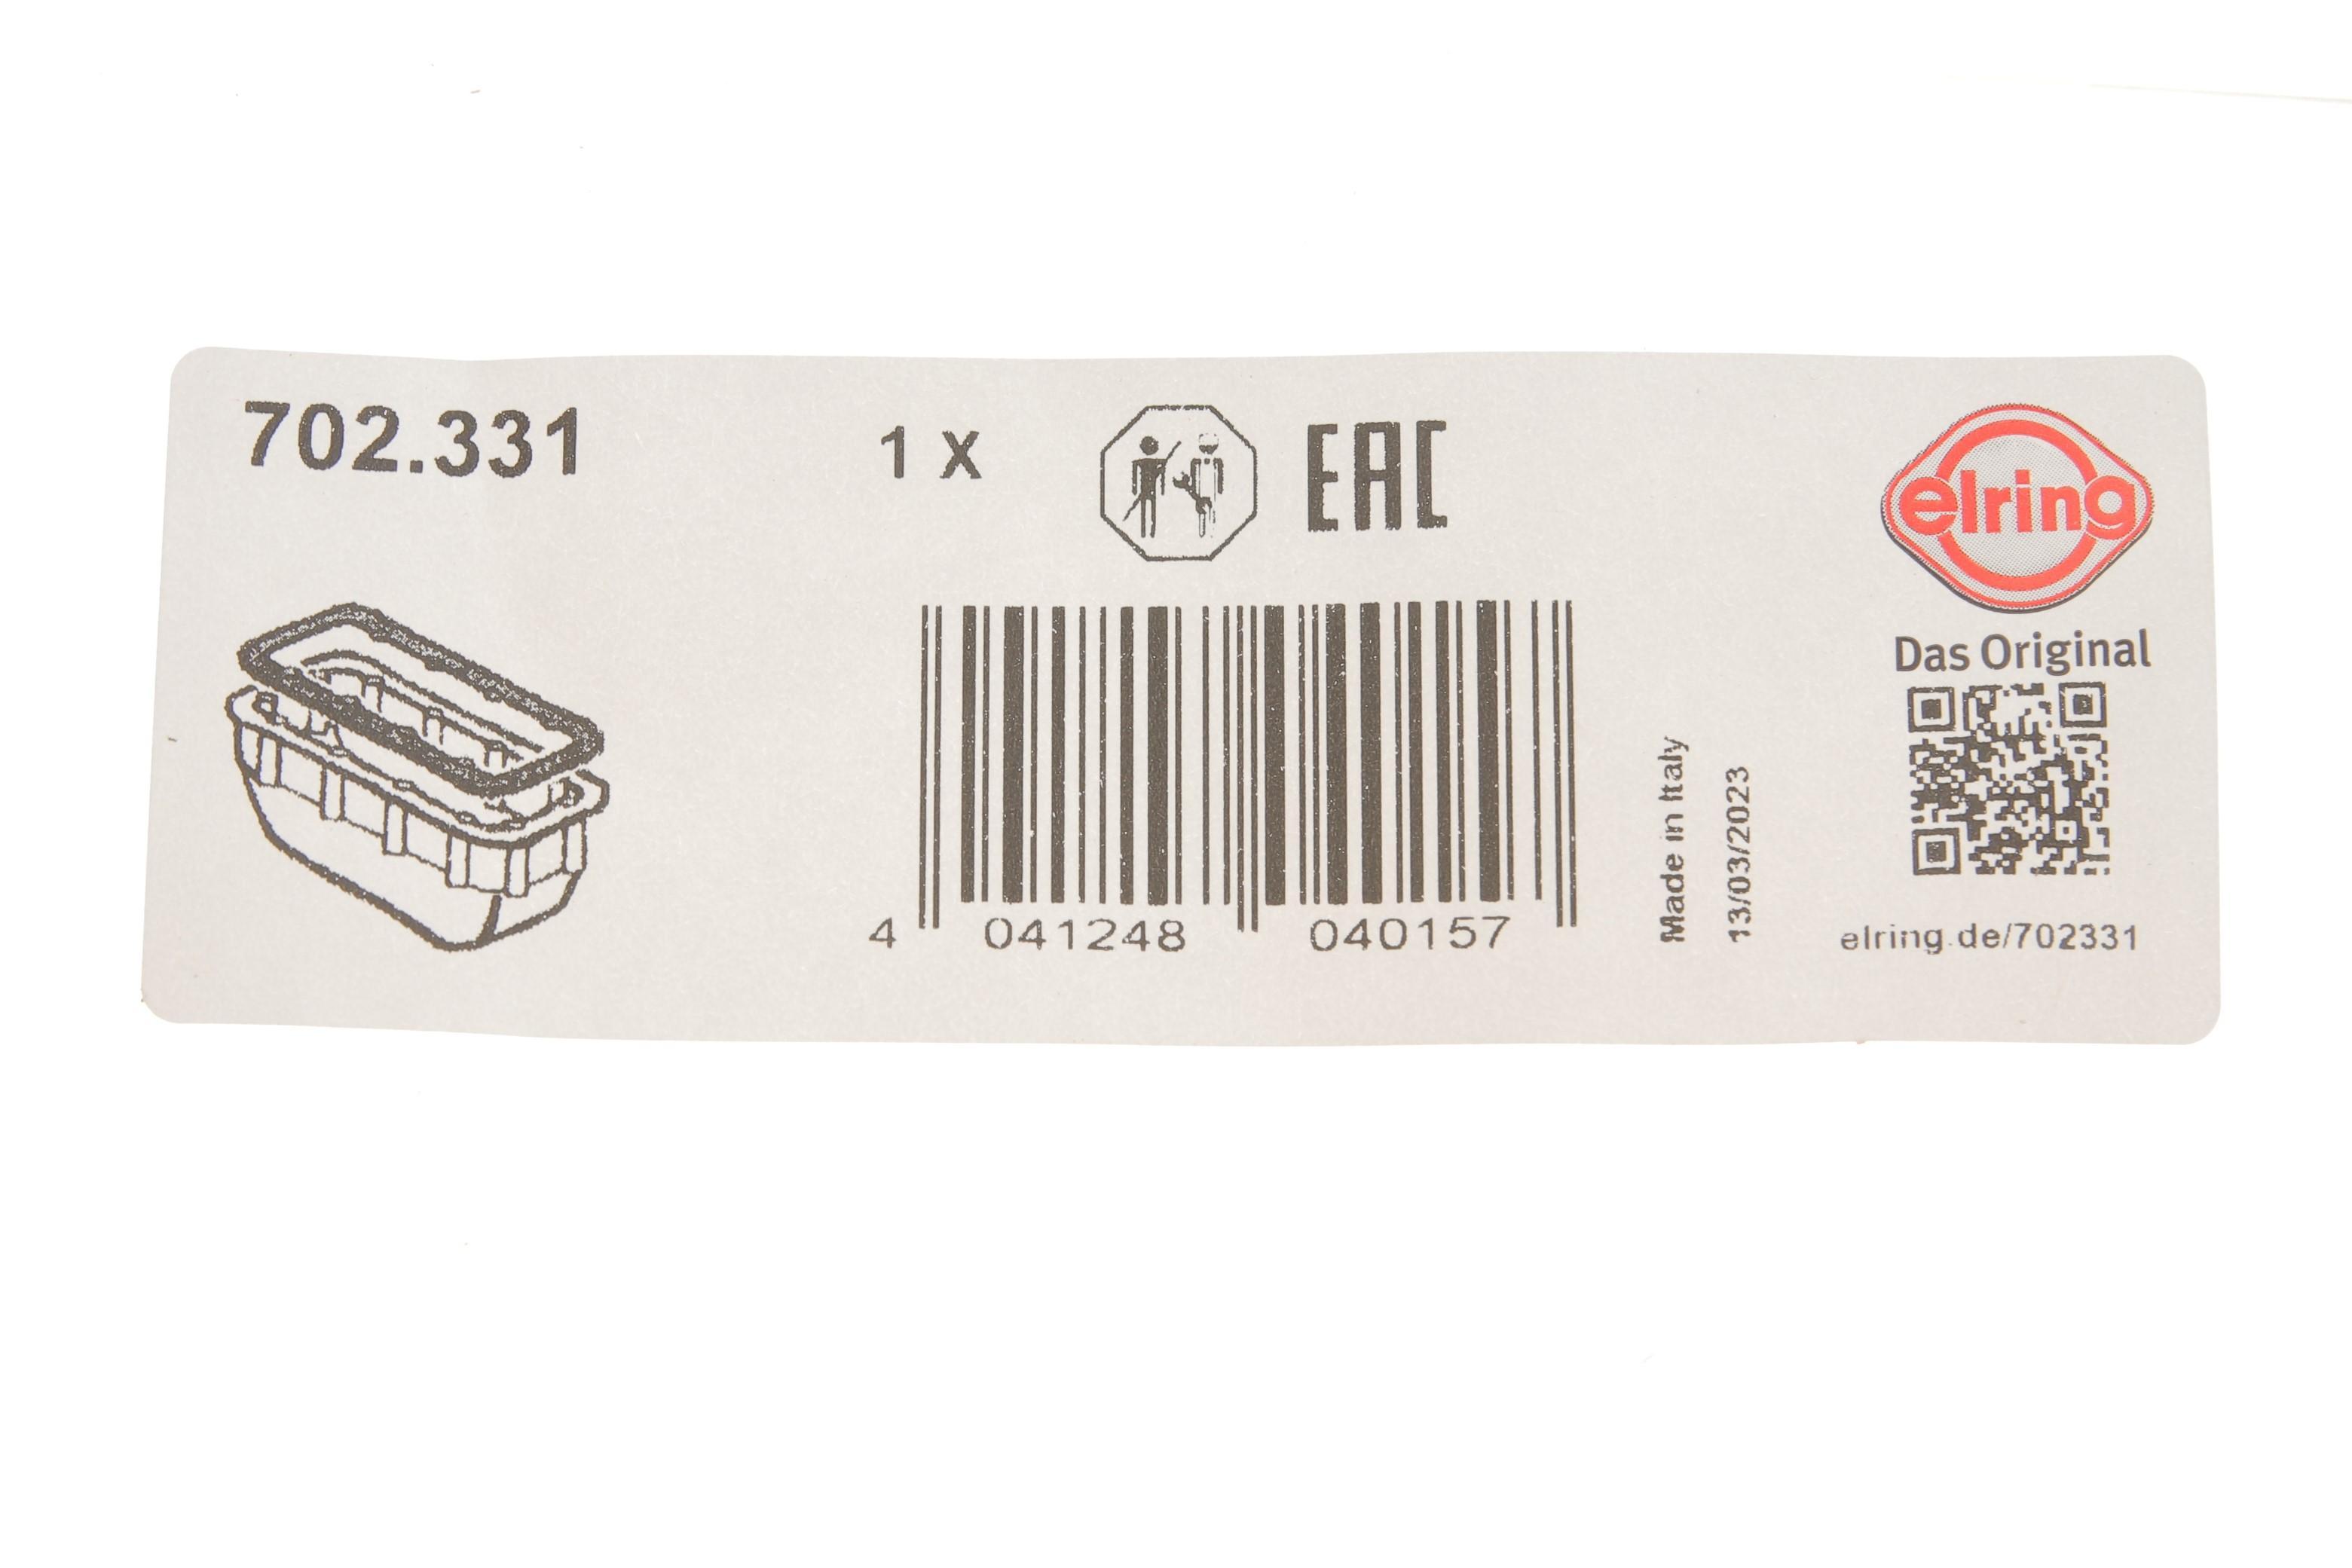 702.331
1 X
EAC
elring
Das Original
4 041248 040157
Made in Italy
13/03/2023
elring.de/702331